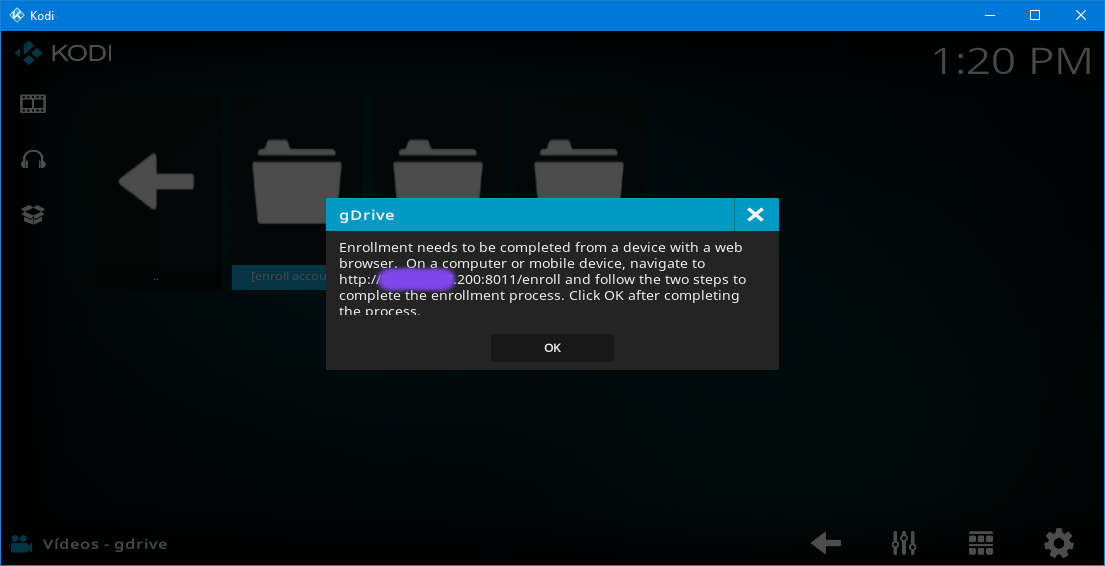 Kodi
KODI
1:20 PM
gDrive
Enrollment needs to be completed from a device with a web
browser.  On a computer or mobile device, navigate to
http://.200:8011/enroll and follow the two steps to
complete the enrollment process. Click OK after completing
the process.
OK
..
[enroll accou
Vídeos - gdrive